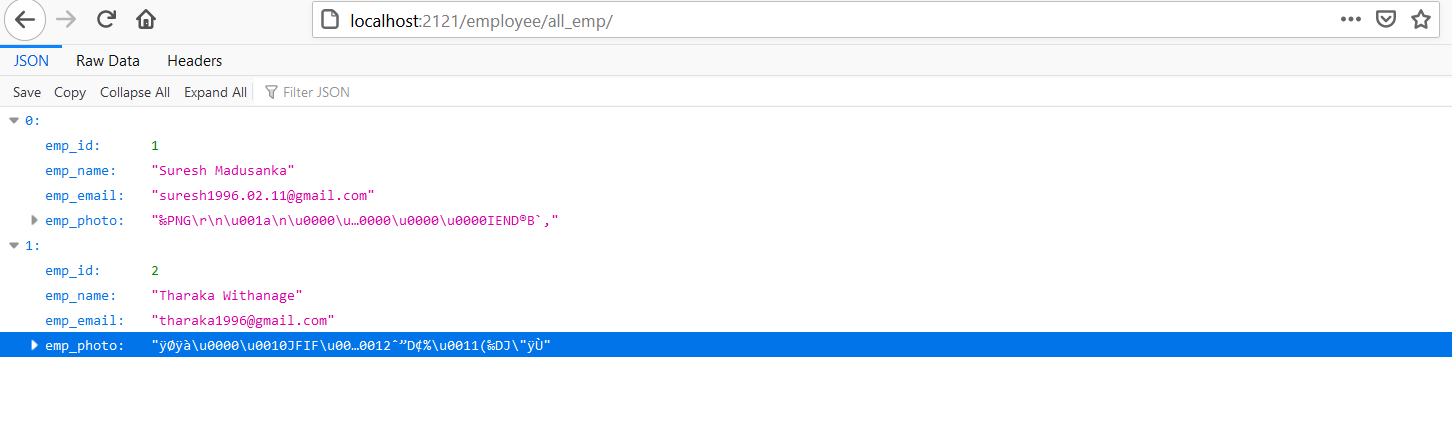 localhost:2121/employee/all_emp/
JSON Raw Data Headers
Save Copy Collapse All Expand All Filter JSON
0:
emp_id: 1
emp_name: "Suresh Madusanka"
emp_email: "suresh1996.02.11@gmail.com"
emp_photo: "‰PNG\r\n\u001a\n\u0000\u…0000\u0000\u0000IEND®B`‚"
1:
emp_id: 2
emp_name: "Tharaka Withanage"
emp_email: "tharaka1996@gmail.com"
emp_photo: "ÿØÿà\u0000\u0010JFIF\u00…0012ˆ”D¢%\u0011(‰DJ\"ÿÙ"